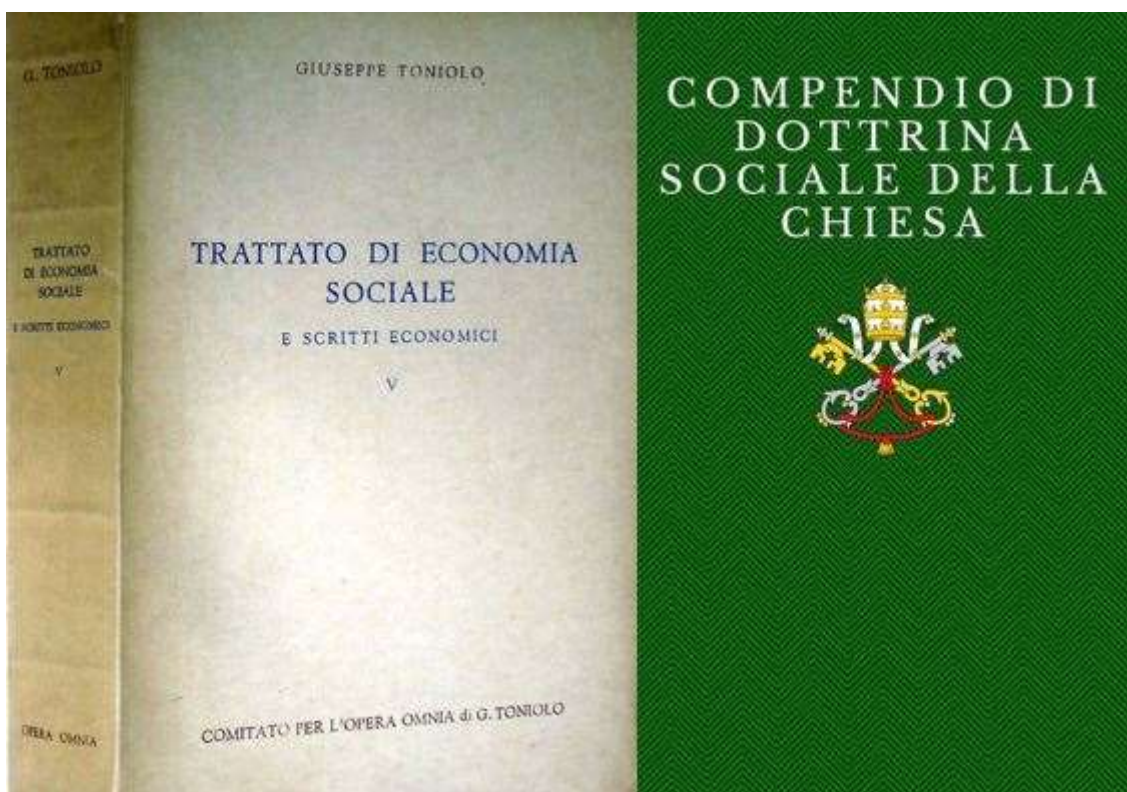 G. TONIOLO
TRATTATO
DI ECONOMIA
SOCIALE
E SCRITTI ECONOMICI
V
OPERA OMNIA
GIUSEPPE TONIOLO
TRATTATO DI ECONOMIA
SOCIALE
E SCRITTI ECONOMICI
V
COMITATO PER L'OPERA OMNIA di G. TONIOLO
COMPENDIO DI
DOTTRINA
SOCIALE DELLA
CHIESA